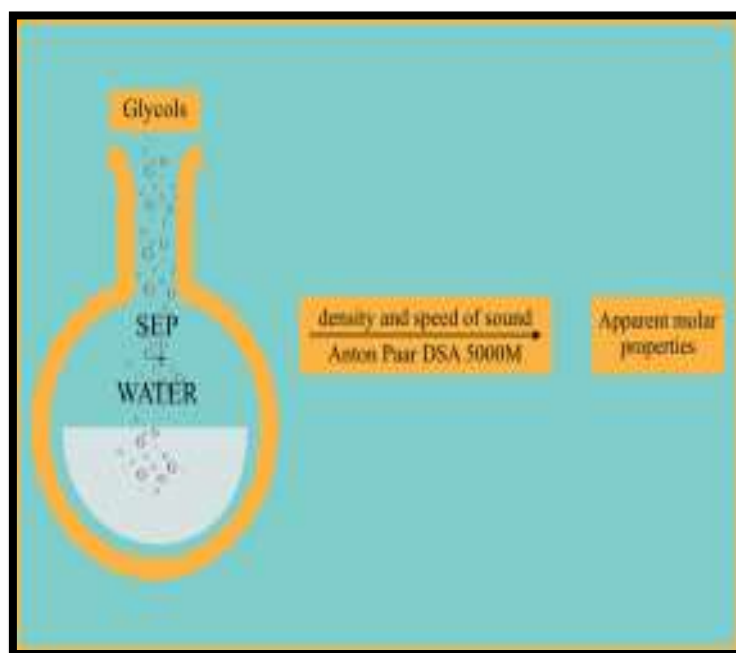 Glycols
SEP
+
WATER
density and speed of sound
Anton Paar DSA 5000M
Apparent molar
properties